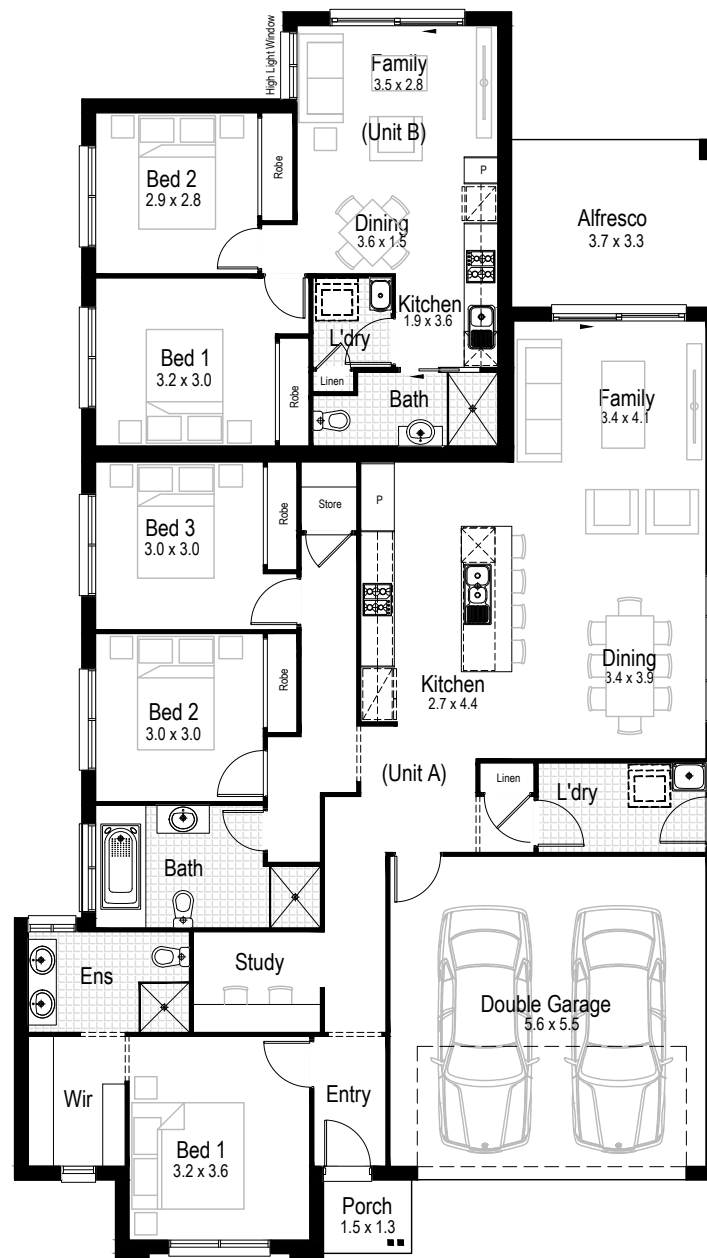 High Light Window
Family
3.5 x 2.8
(Unit B)
Robe
Bed 2
2.9 x 2.8
P
Dining
3.6 x 1.5
Alfresco
3.7 x 3.3
Kitchen
1.9 x 3.6
L'dry
Bed 1
3.2 x 3.0
Robe
Linen
Bath
Family
3.4 x 4.1
Bed 3
3.0 x 3.0
Robe
Store
P
Bed 2
3.0 x 3.0
Robe
Kitchen
2.7 x 4.4
Dining
3.4 x 3.9
(Unit A)
Linen
L'dry
Bath
Ens
Study
Double Garage
5.6 x 5.5
Wir
Entry
Bed 1
3.2 x 3.6
Porch
1.5 x 1.3